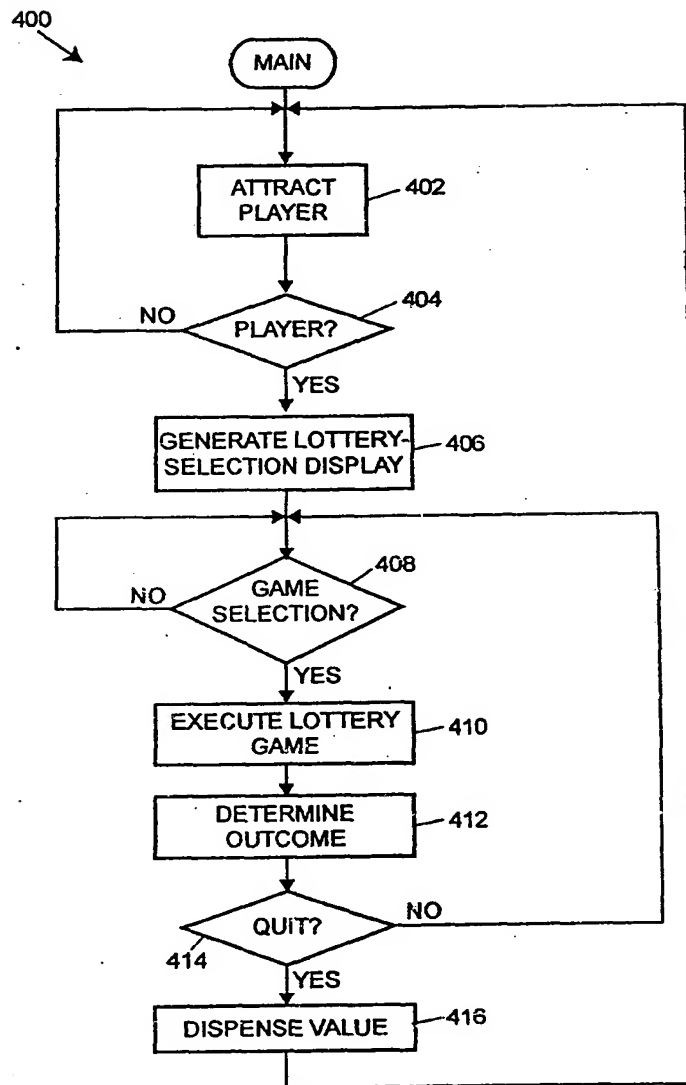 400
MAIN
ATTRACT
PLAYER
402
PLAYER?
404
NO
YES
GENERATE LOTTERY-
SELECTION DISPLAY
406
GAME
SELECTION?
408
NO
YES
EXECUTE LOTTERY
GAME
410
DETERMINE
OUTCOME
412
QUIT?
NO
414
YES
DISPENSE VALUE
416